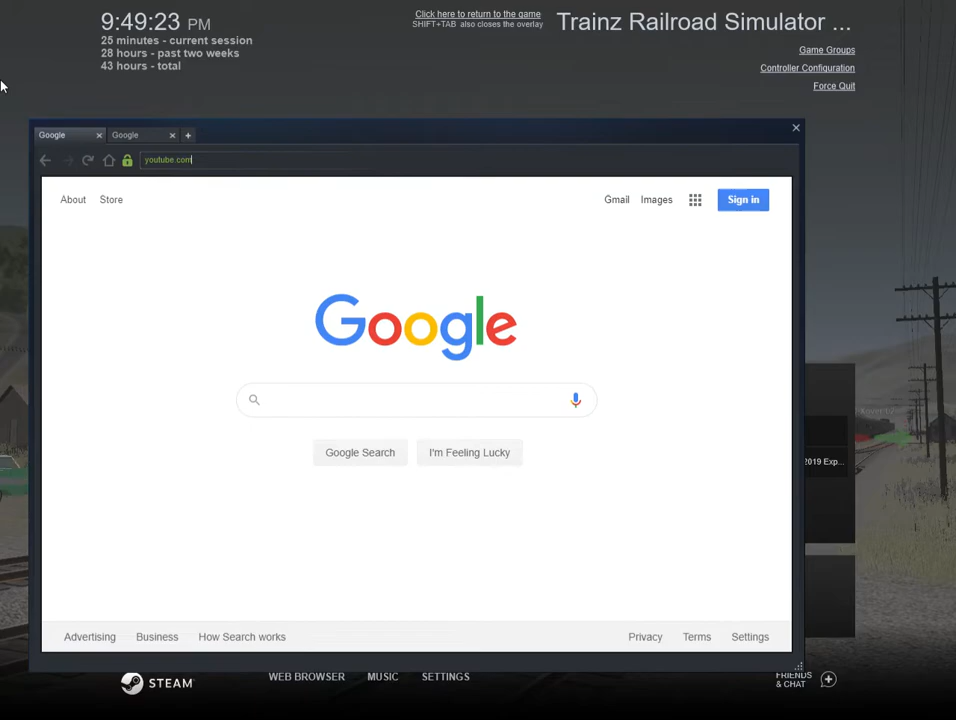 9:49:23 PM
25 minutes - current session
28 hours - past two weeks
43 hours - total
Click here to return to the game
SHIFT+TAB also closes the overlay
Trainz Railroad Simulator ...
Game Groups
Controller Configuration
Force Quit
Google
Google
youtube.com
About
Store
Gmail
Images
Sign in
Google
Google Search
I'm Feeling Lucky
2019 Exp...
Advertising
Business
How Search works
Privacy
Terms
Settings
STEAM
WEB BROWSER
MUSIC
SETTINGS
FRIENDS
& CHAT